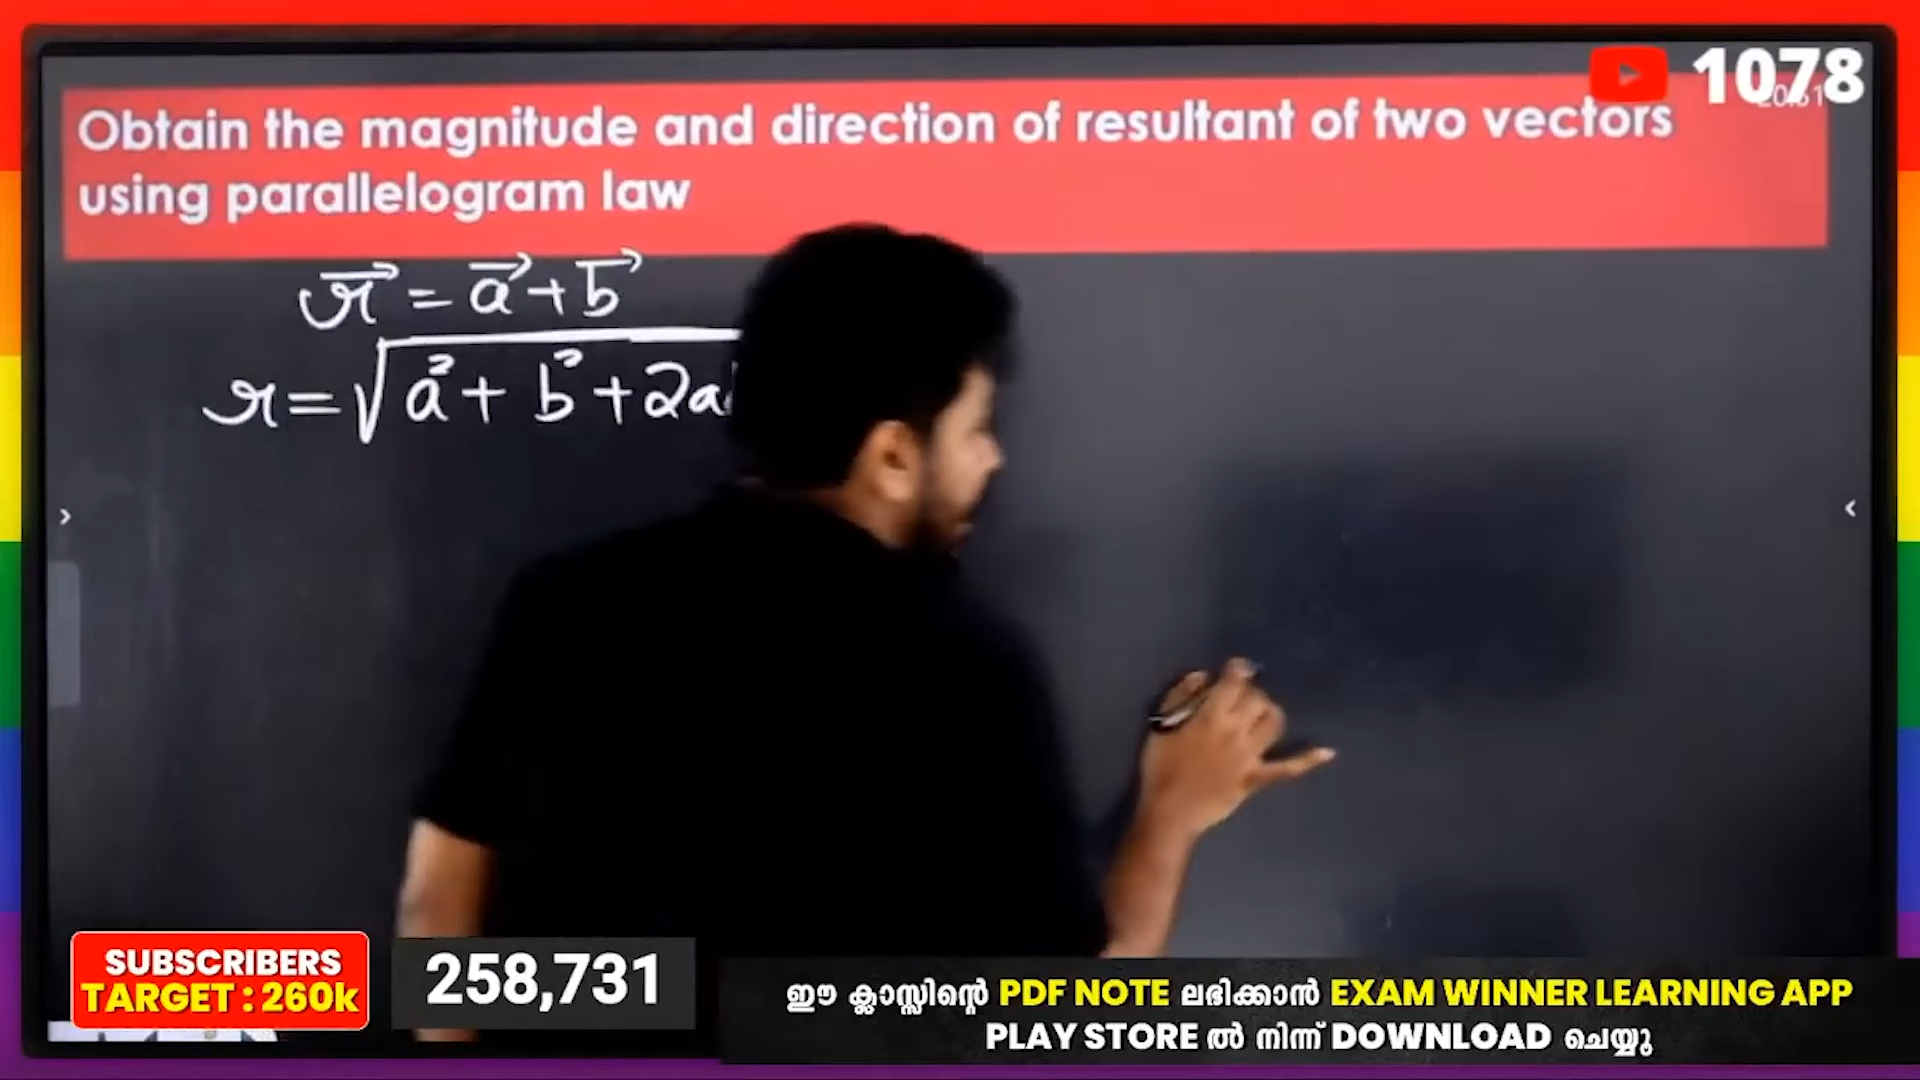 1078
Obtain the magnitude and direction of resultant of two vectors
using parallelogram law
r⃗ = a⃗ + b⃗
r = √a² + b² + 2a
SUBSCRIBERS
TARGET : 260k
258,731
ഈ ക്ലാസ്സിന്റെ PDF NOTE ലഭിക്കാൻ EXAM WINNER LEARNING APP
PLAY STORE ൽ നിന്ന് DOWNLOAD ചെയ്യൂ